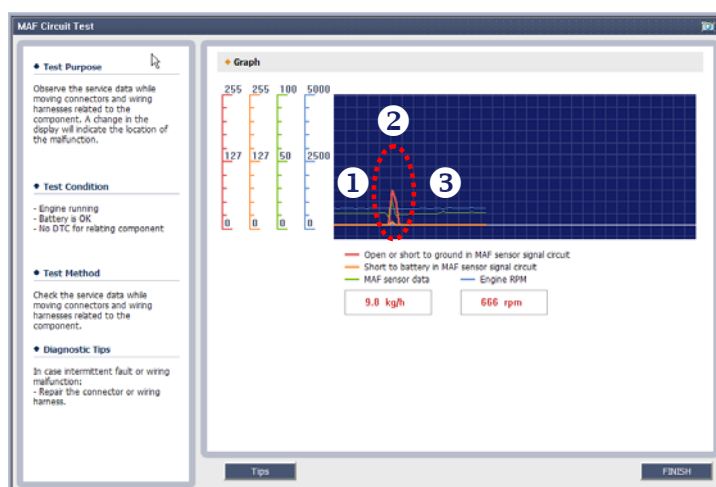 MAF Circuit Test
Test Purpose
Observe the service data while
moving connectors and wiring
harnesses related to the
component. A change in the
display will indicate the location of
the malfunction.
Test Condition
- Engine running
- Battery is OK
- No DTC for relating component
Test Method
Check the service data while
moving connectors and wiring
harnesses related to the
component.
Diagnostic Tips
In case intermittent fault or wiring
malfunction:
- Repair the connector or wiring
harness.
Graph
255 255 100 5000
127 127 50 2500
0 0 0 0
1 2 3
Open or short to ground in MAF sensor signal circuit
Short to battery in MAF sensor signal circuit
MAF sensor data Engine RPM
9.8 kg/h 666 rpm
Tips FINISH